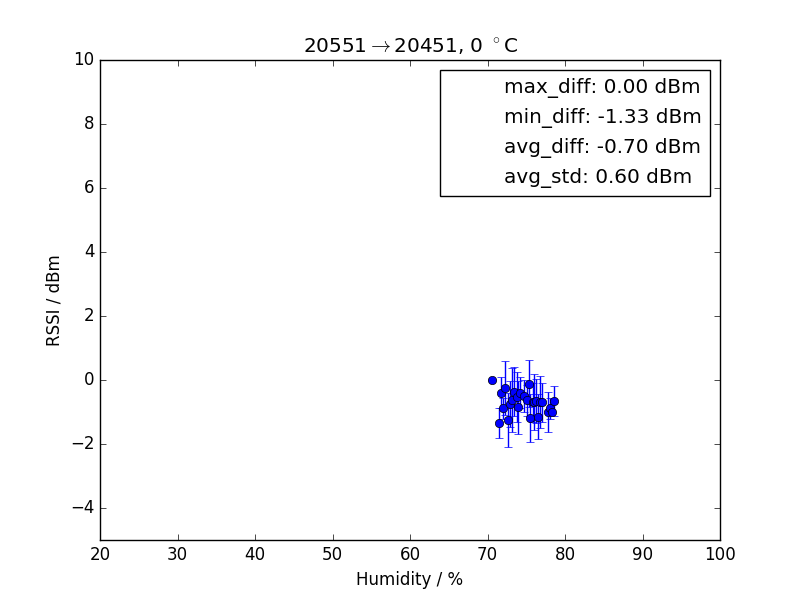 20551→20451, 0 °C
max_diff: 0.00 dBm
min_diff: -1.33 dBm
avg_diff: -0.70 dBm
avg_std: 0.60 dBm
RSSI / dBm
10
8
6
4
2
0
−2
−4
20 30 40 50 60 70 80 90 100
Humidity / %